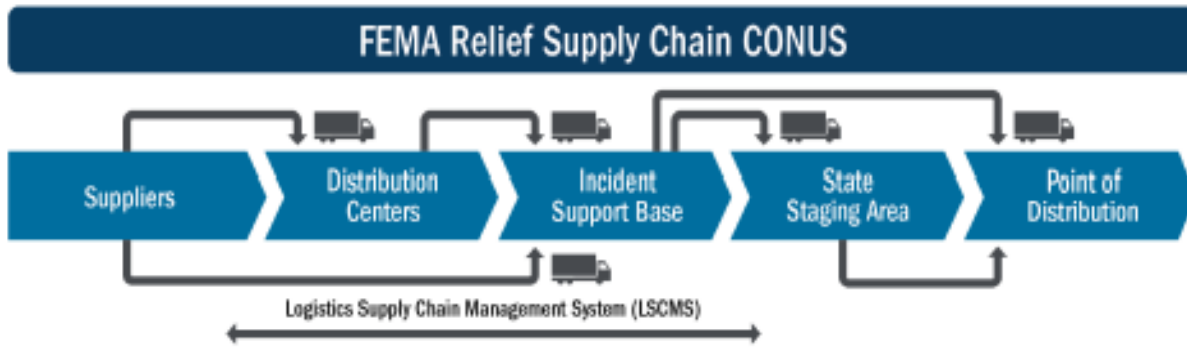 FEMA Relief Supply Chain CONUS
Suppliers
Distribution
Centers
Incident
Support Base
State
Staging Area
Point of
Distribution
Logistics Supply Chain Management System (LSCMS)